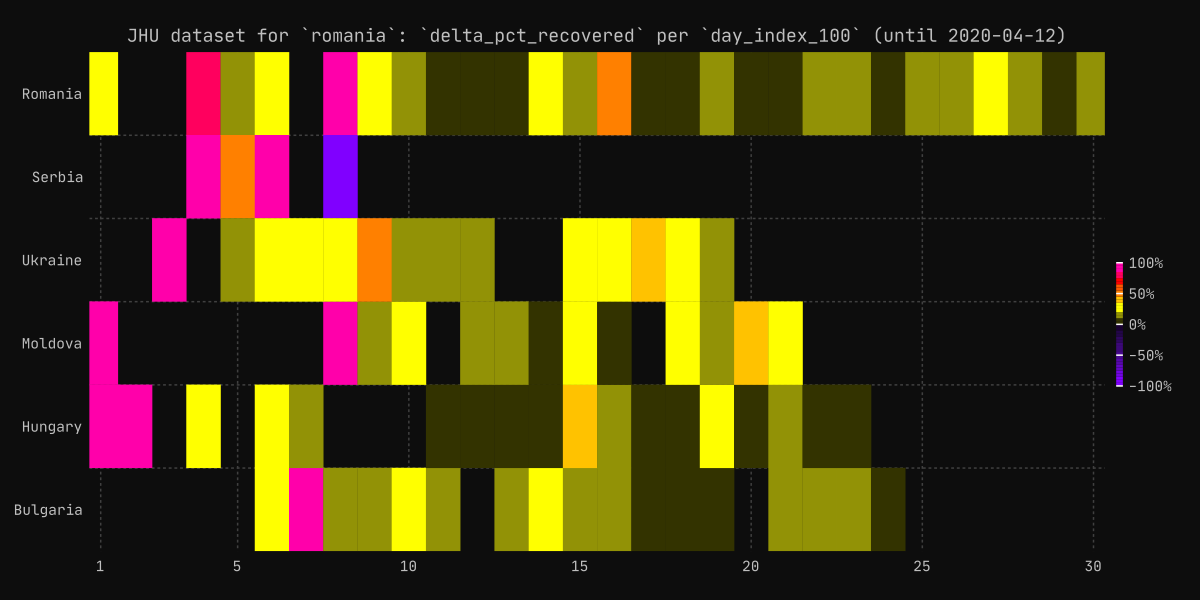 JHU dataset for `romania`: `delta_pct_recovered` per `day_index_100` (until 2020-04-12)
Romania
Serbia
Ukraine
Moldova
Hungary
Bulgaria
100%
50%
0%
−50%
−100%
1 5 10 15 20 25 30